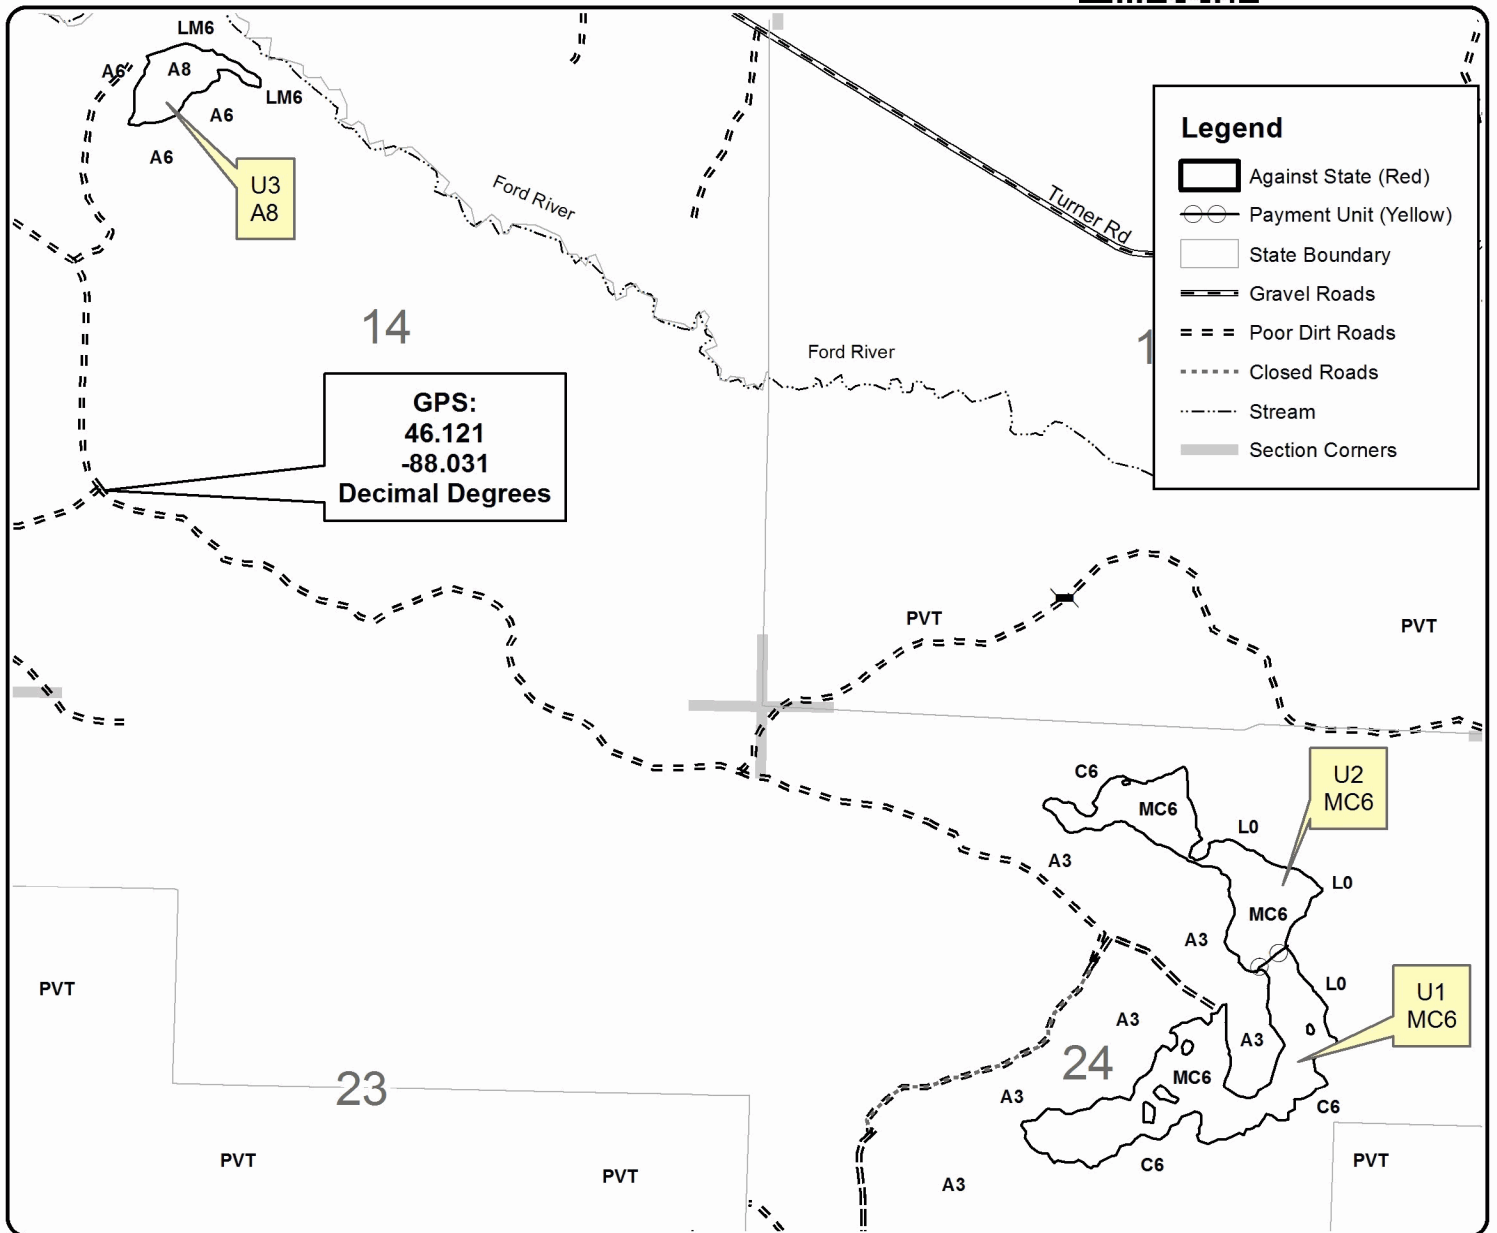 LM6
A6
A8
LM6
A6
A6
U3
A8
Ford River
Turner Rd
Legend
Against State (Red)
Payment Unit (Yellow)
State Boundary
Gravel Roads
Poor Dirt Roads
Closed Roads
Stream
Section Corners
14
1
Ford River
GPS:
46.121
-88.031
Decimal Degrees
PVT
PVT
C6
MC6
U2
MC6
L0
A3
L0
MC6
A3
PVT
L0
U1
MC6
A3
A3
24
MC6
23
A3
C6
PVT
PVT
C6
PVT
A3